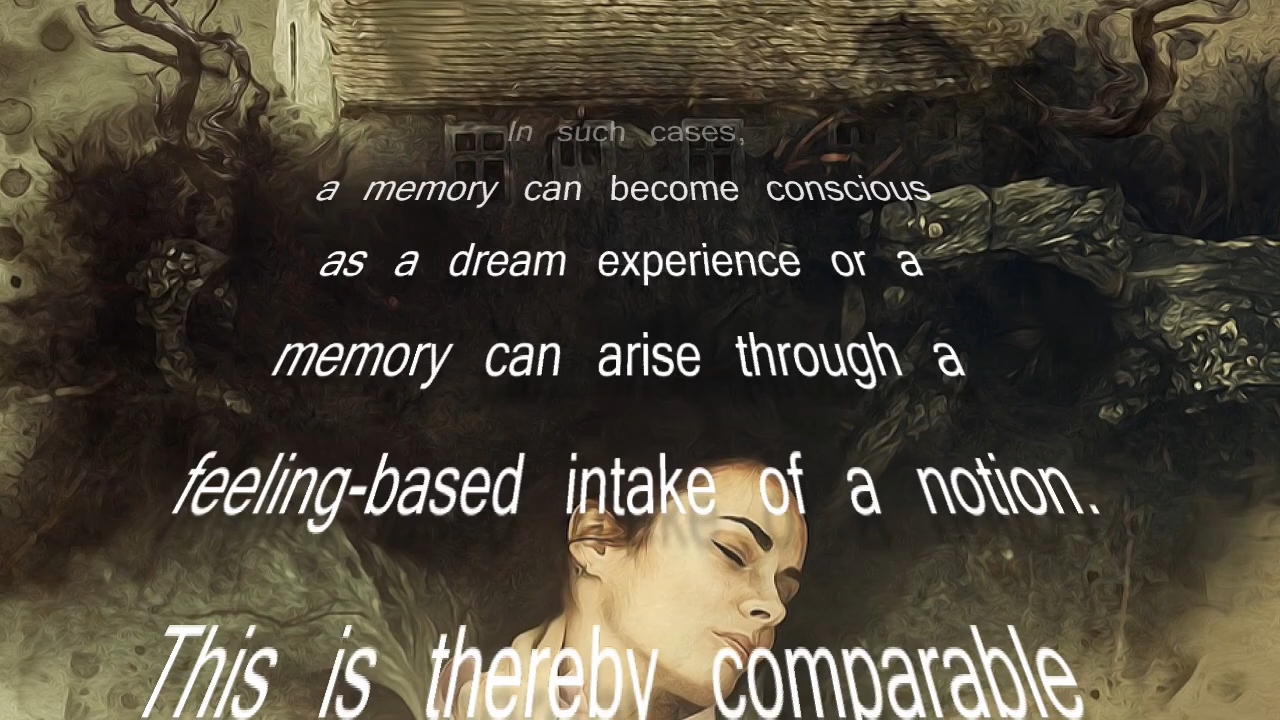 In such cases,
a memory can become conscious
as a dream experience or a
memory can arise through a
feeling-based intake of a notion.
This is thereby comparable